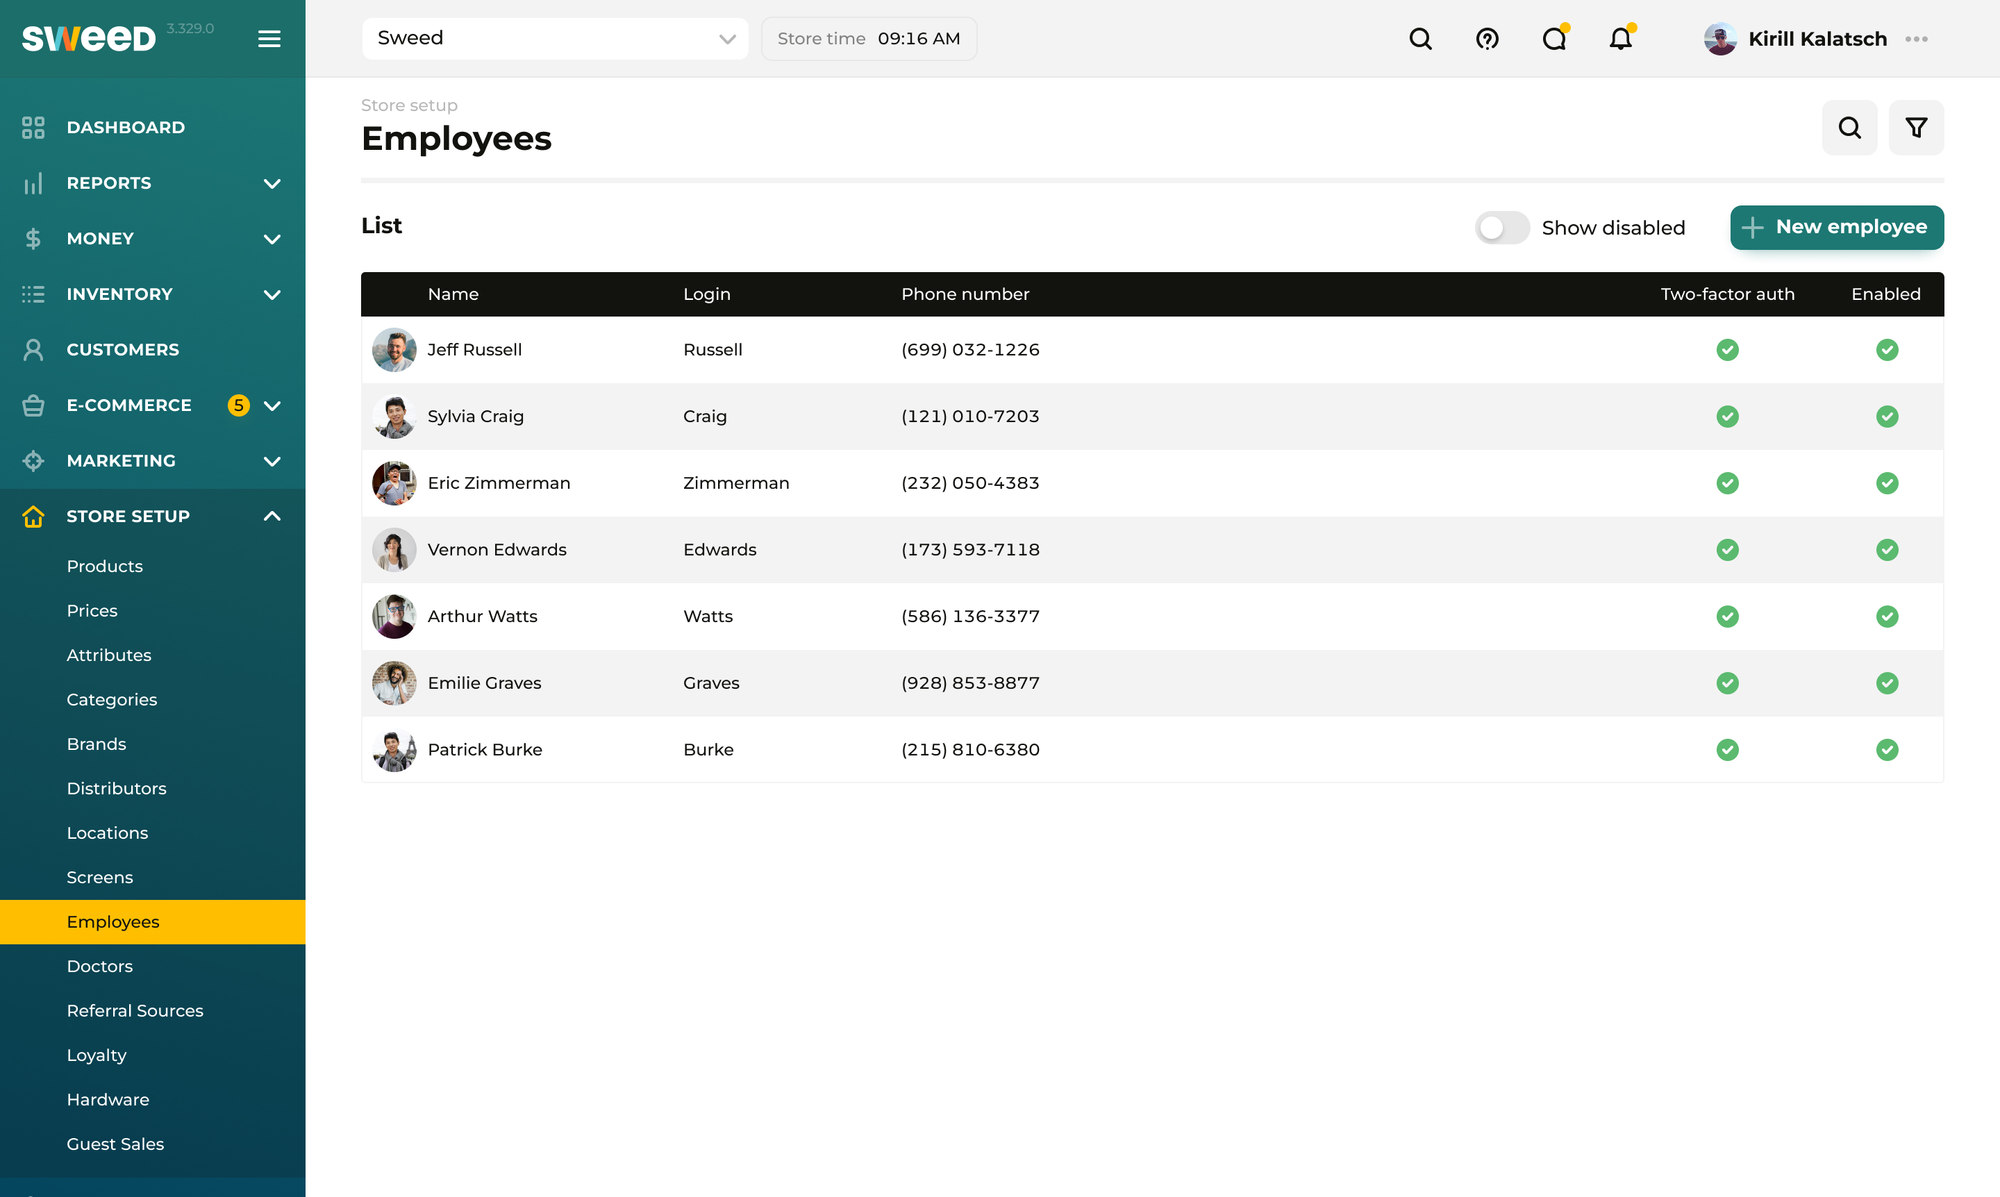 sweed 3.329.0
Sweed
Store time 09:16 AM
Kirill Kalatsch
DASHBOARD
REPORTS
MONEY
INVENTORY
CUSTOMERS
E-COMMERCE 5
MARKETING
STORE SETUP
Products
Prices
Attributes
Categories
Brands
Distributors
Locations
Screens
Employees
Doctors
Referral Sources
Loyalty
Hardware
Guest Sales
Store setup
Employees
List
Show disabled
New employee
Name Login Phone number Two-factor auth Enabled
Jeff Russell Russell (699) 032-1226
Sylvia Craig Craig (121) 010-7203
Eric Zimmerman Zimmerman (232) 050-4383
Vernon Edwards Edwards (173) 593-7118
Arthur Watts Watts (586) 136-3377
Emilie Graves Graves (928) 853-8877
Patrick Burke Burke (215) 810-6380